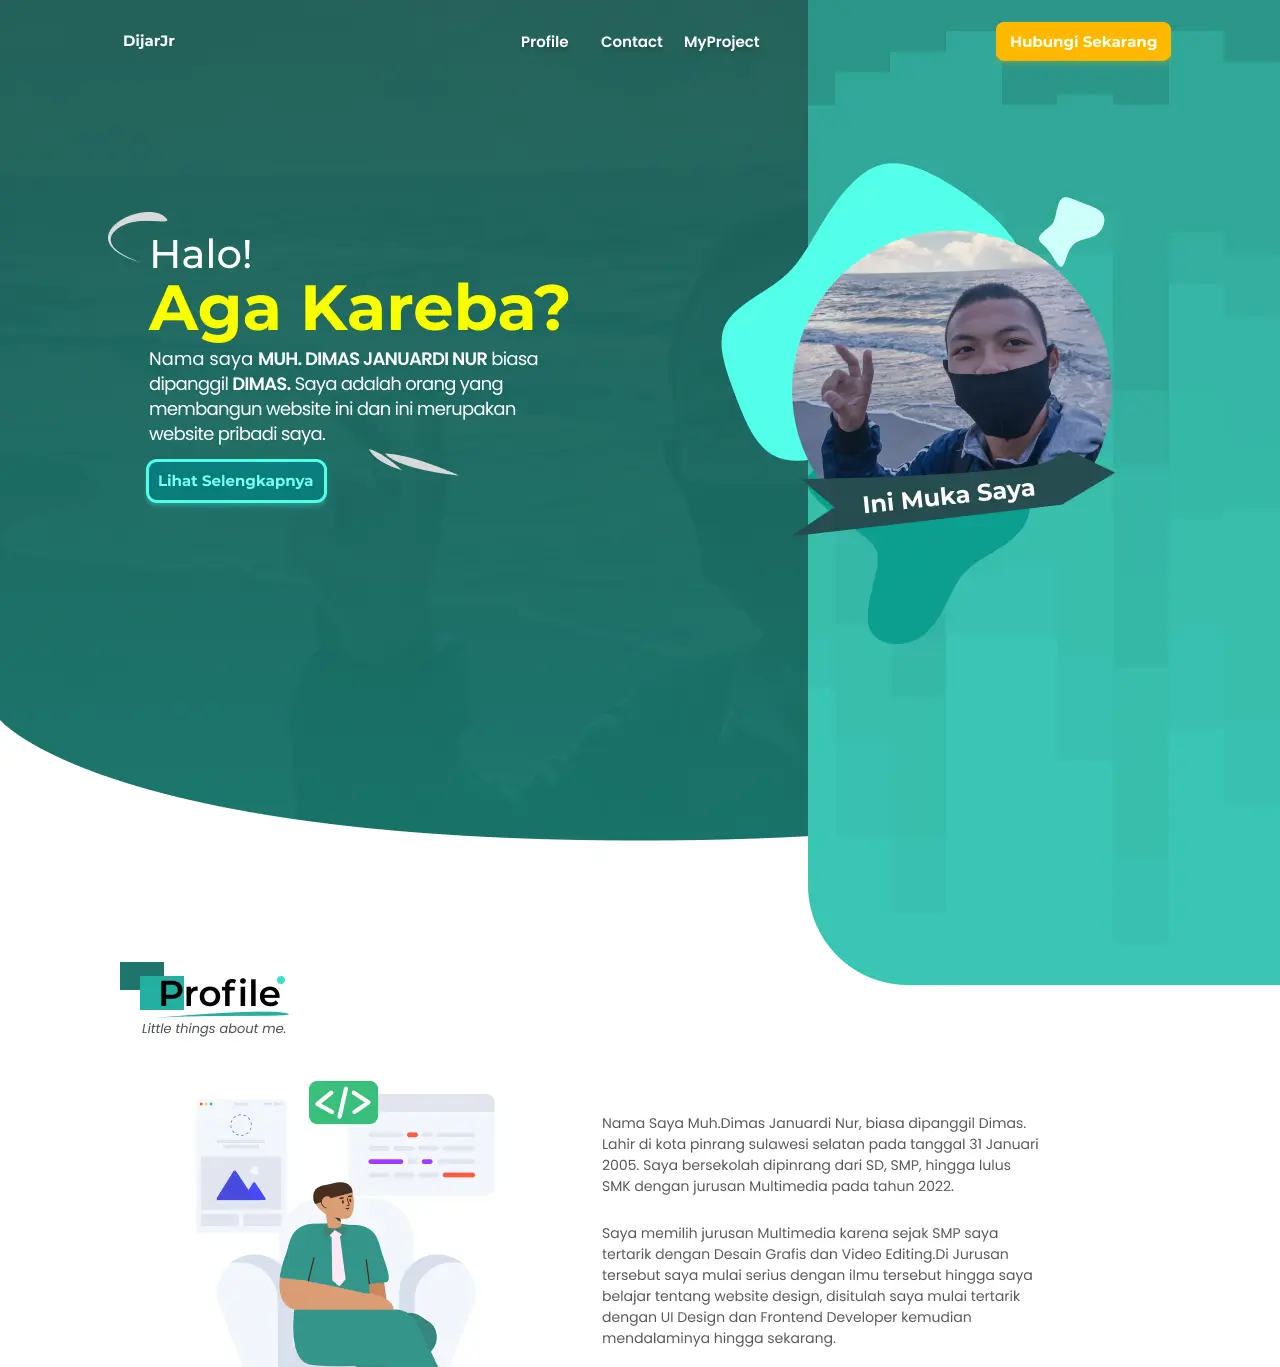 DijarJr
Profile
Contact
MyProject
Hubungi Sekarang
Halo!
Aga Kareba?
Nama saya MUH. DIMAS JANUARDI NUR biasa
dipanggil DIMAS. Saya adalah orang yang
membangun website ini dan ini merupakan
website pribadi saya.
Lihat Selengkapnya
Ini Muka Saya
Profile
Little things about me.
</>
Nama Saya Muh.Dimas Januardi Nur, biasa dipanggil Dimas.
Lahir di kota pinrang sulawesi selatan pada tanggal 31 Januari
2005. Saya bersekolah dipinrang dari SD, SMP, hingga lulus
SMK dengan jurusan Multimedia pada tahun 2022.
Saya memilih jurusan Multimedia karena sejak SMP saya
tertarik dengan Desain Grafis dan Video Editing.Di Jurusan
tersebut saya mulai serius dengan ilmu tersebut hingga saya
belajar tentang website design, disitulah saya mulai tertarik
dengan UI Design dan Frontend Developer kemudian
mendalaminya hingga sekarang.